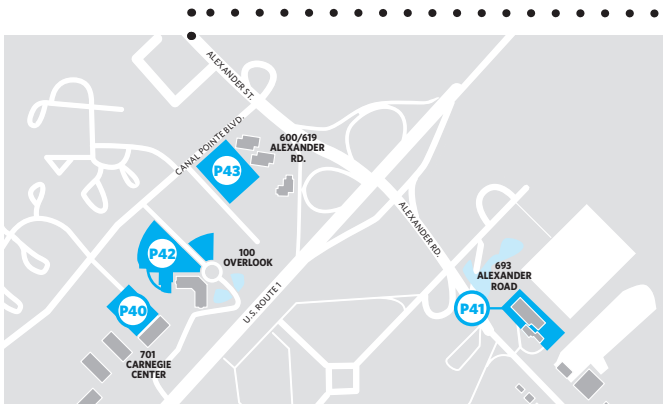 ALEXANDER ST.
CANAL POINTE BLVD.
600/619
ALEXANDER
RD.
P43
ALEXANDER RD.
P42
100
OVERLOOK
693
ALEXANDER
ROAD
U.S. ROUTE 1
P41
P40
701
CARNEGIE
CENTER